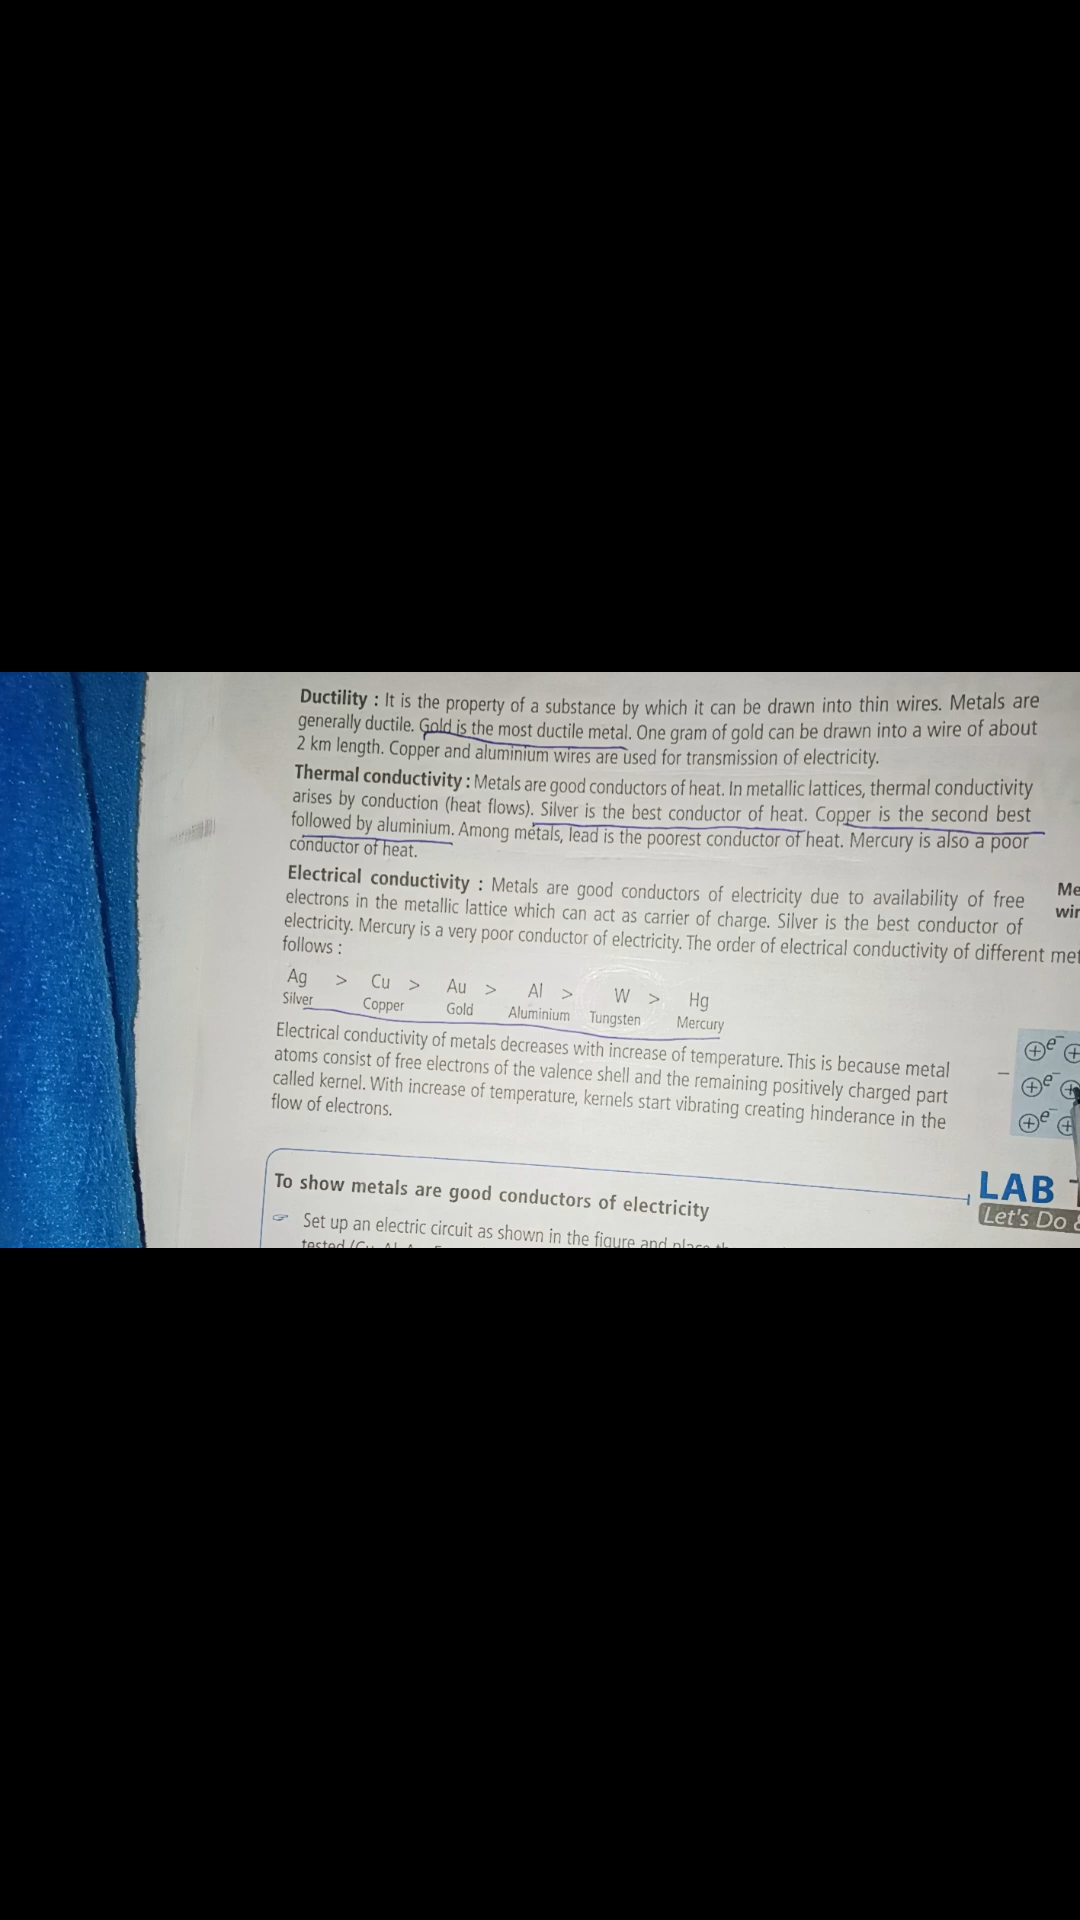 Ductility : It is the property of a substance by which it can be drawn into thin wires. Metals are
generally ductile. Gold is the most ductile metal. One gram of gold can be drawn into a wire of about
2 km length. Copper and aluminium wires are used for transmission of electricity.
Thermal conductivity : Metals are good conductors of heat. In metallic lattices, thermal conductivity
arises by conduction (heat flows). Silver is the best conductor of heat. Copper is the second best
followed by aluminium. Among metals, lead is the poorest conductor of heat. Mercury is also a poor
conductor of heat.
Electrical conductivity : Metals are good conductors of electricity due to availability of free
electrons in the metallic lattice which can act as carrier of charge. Silver is the best conductor of
electricity. Mercury is a very poor conductor of electricity. The order of electrical conductivity of different met
follows :
Ag > Cu > Au > Al > W > Hg
Silver Copper Gold Aluminium Tungsten Mercury
Electrical conductivity of metals decreases with increase of temperature. This is because metal
atoms consist of free electrons of the valence shell and the remaining positively charged part
called kernel. With increase of temperature, kernels start vibrating creating hinderance in the
flow of electrons.
Me
wir
− ⊕e⁻ ⊕
⊕e⁻ ⊕
⊕e⁻ ⊕
LAB
Let's Do &
To show metals are good conductors of electricity
Set up an electric circuit as shown in the figure and place
tested (Cu, Al,